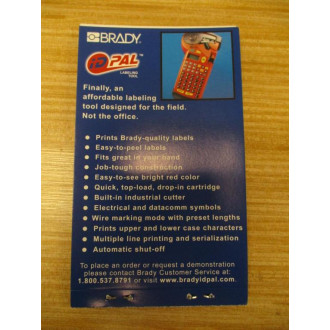 BRADY
iD PAL™
LABELING
TOOL
Finally, an
affordable labeling
tool designed for the field.
Not the office.
Prints Brady-quality labels
Easy-to-peel labels
Fits great in your hand
Job-tough construction
Easy-to-see bright red color
Quick, top-load, drop-in cartridge
Built-in industrial cutter
Electrical and datacomm symbols
Wire marking mode with preset lengths
Prints upper and lower case characters
Multiple line printing and serialization
Automatic shut-off
To place an order or request a demonstration
please contact Brady Customer Service at:
1.800.537.8791 or visit www.bradyidpal.com